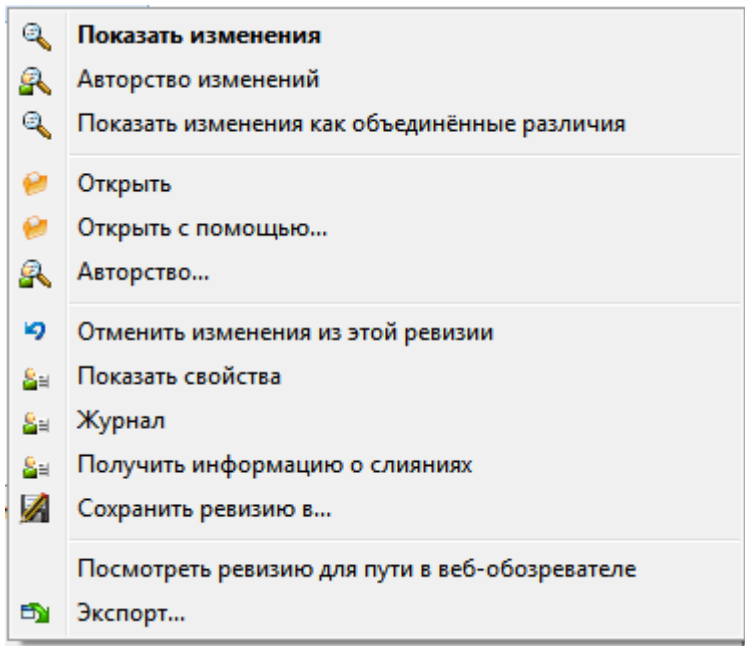 Показать изменения
Авторство изменений
Показать изменения как объединённые различия
Открыть
Открыть с помощью...
Авторство...
Отменить изменения из этой ревизии
Показать свойства
Журнал
Получить информацию о слияниях
Сохранить ревизию в...
Посмотреть ревизию для пути в веб-обозревателе
Экспорт...